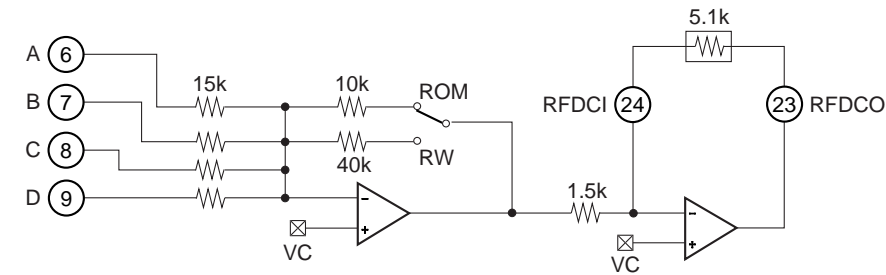 5.1k
A 6
15k
10k
ROM
B 7
RFDCI 24
23 RFDCO
C 8
RW
40k
D 9
1.5k
−
+
VC
−
+
VC